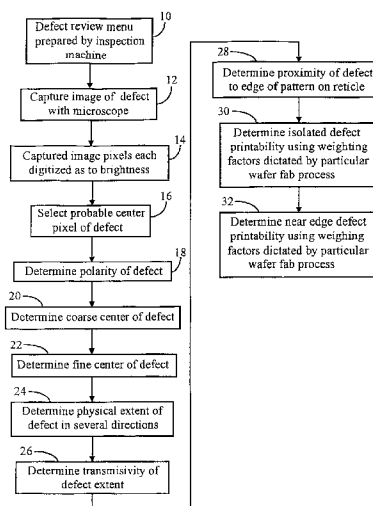 10
Defect review menu
prepared by inspection
machine
12
Capture image of defect
with microscope
14
Captured image pixels each
digitized as to brightness
16
Select probable center
pixel of defect
18
Determine polarity of defect
20
Determine coarse center of defect
22
Determine fine center of defect
24
Determine physical extent of
defect in several directions
26
Determine transmisivity of
defect extent
28
Determine proximity of defect
to edge of pattern on reticle
30
Determine isolated defect
printability using weighting
factors dictated by particular
wafer fab process
32
Determine near edge defect
printability using weighing
factors dictated by particular
wafer fab process